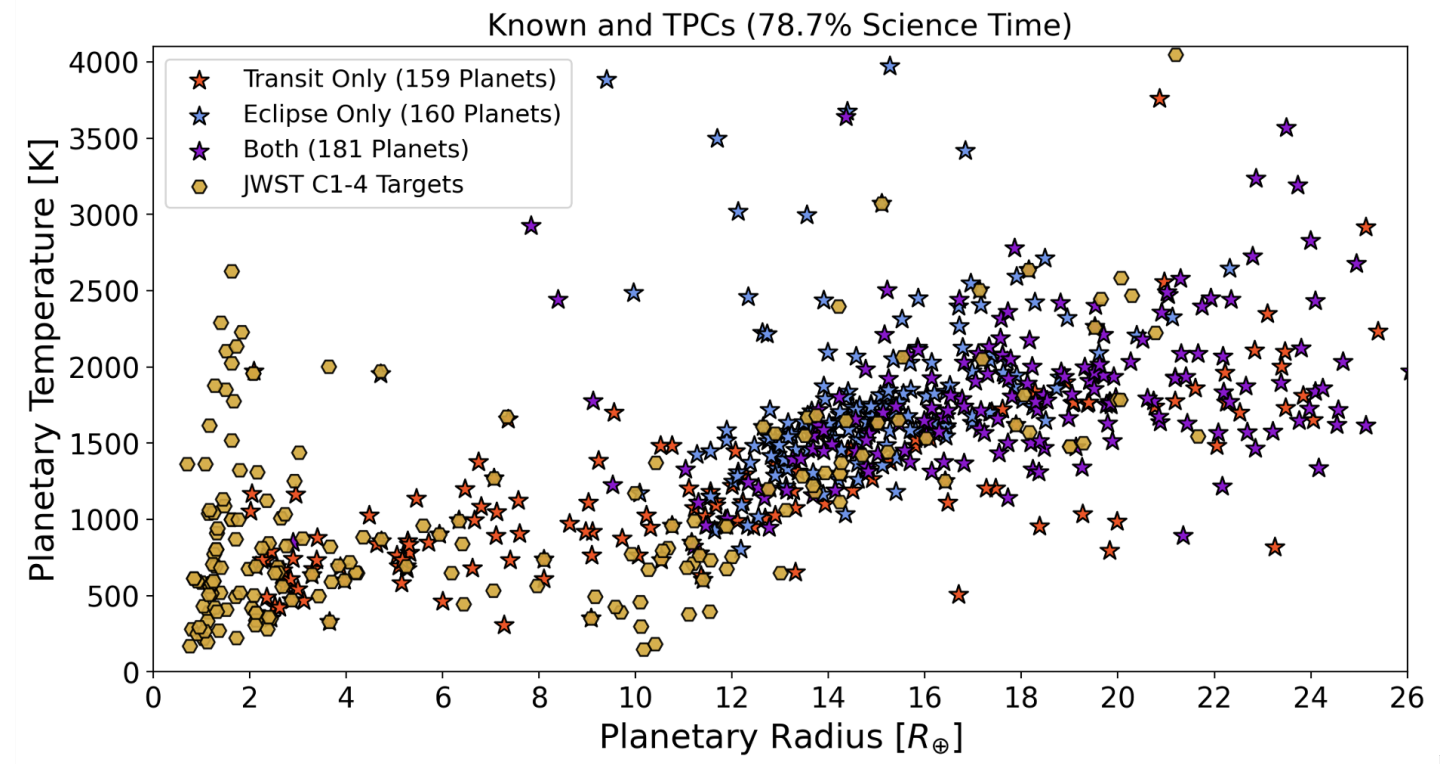 Known and TPCs (78.7% Science Time)
Transit Only (159 Planets)
Eclipse Only (160 Planets)
Both (181 Planets)
JWST C1-4 Targets
Planetary Temperature [K]
4000
3500
3000
2500
2000
1500
1000
500
0
0 2 4 6 8 10 12 14 16 18 20 22 24 26
Planetary Radius [R⊕]